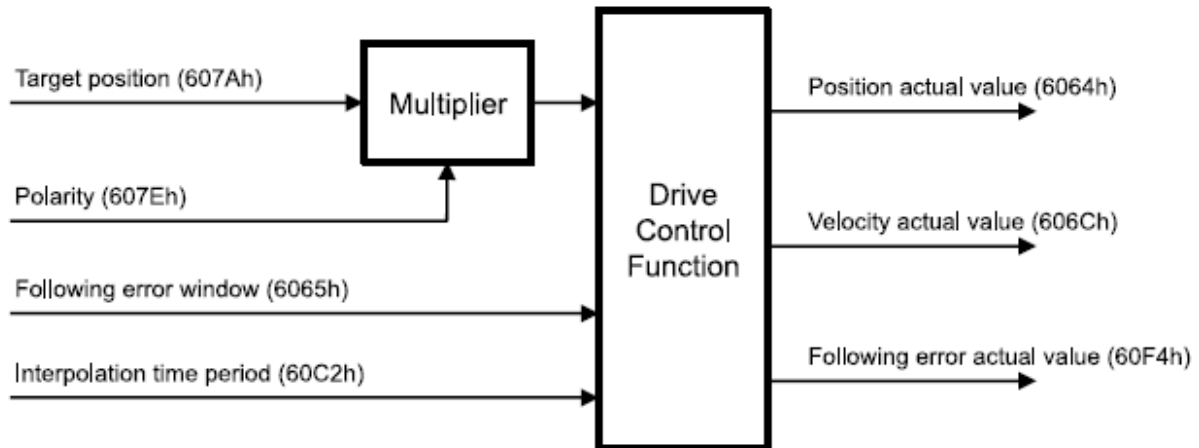 Target position (607Ah)
Multiplier
Position actual value (6064h)
Polarity (607Eh)
Drive
Control
Function
Velocity actual value (606Ch)
Following error window (6065h)
Interpolation time period (60C2h)
Following error actual value (60F4h)